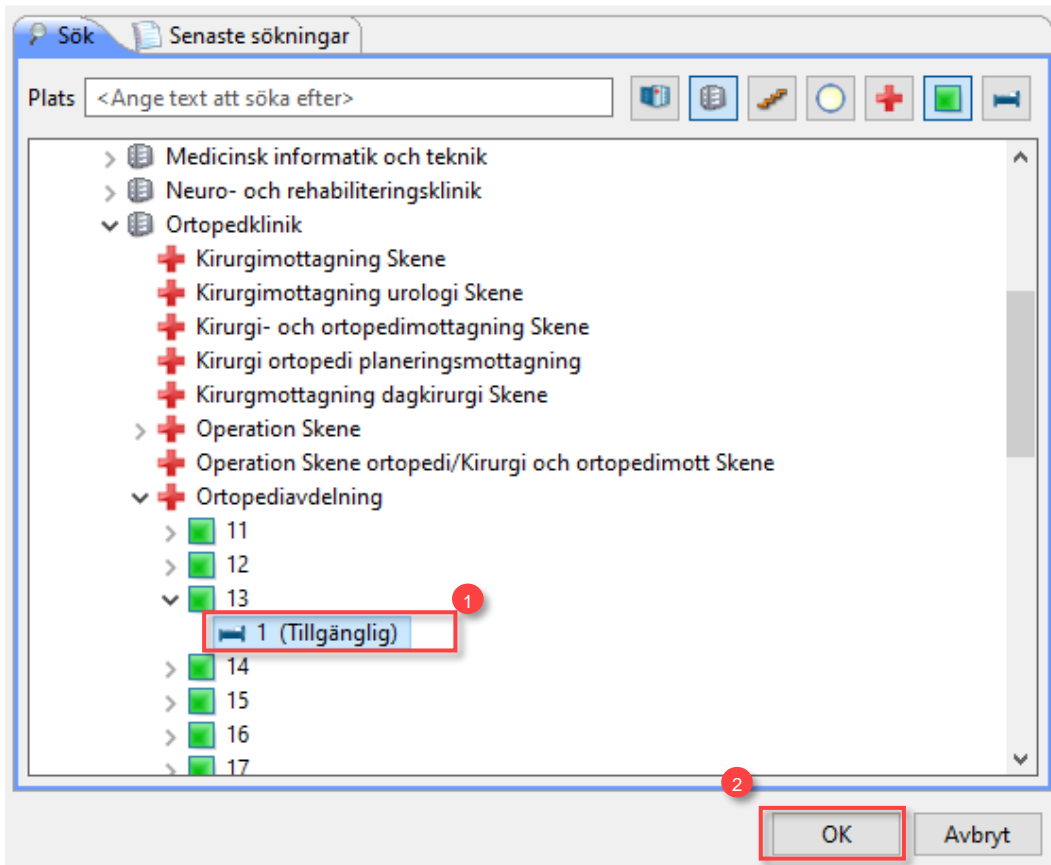 Sök Senaste sökningar
Plats <Ange text att söka efter>
Medicinsk informatik och teknik
Neuro- och rehabiliteringsklinik
Ortopedklinik
Kirurgimottagning Skene
Kirurgimottagning urologi Skene
Kirurgi- och ortopedimottagning Skene
Kirurgi ortopedi planeringsmottagning
Kirurgmottagning dagkirurgi Skene
Operation Skene
Operation Skene ortopedi/Kirurgi och ortopedimott Skene
Ortopediavdelning
11
12
13
1
1 (Tillgänglig)
14
15
16
17
2
OK Avbryt